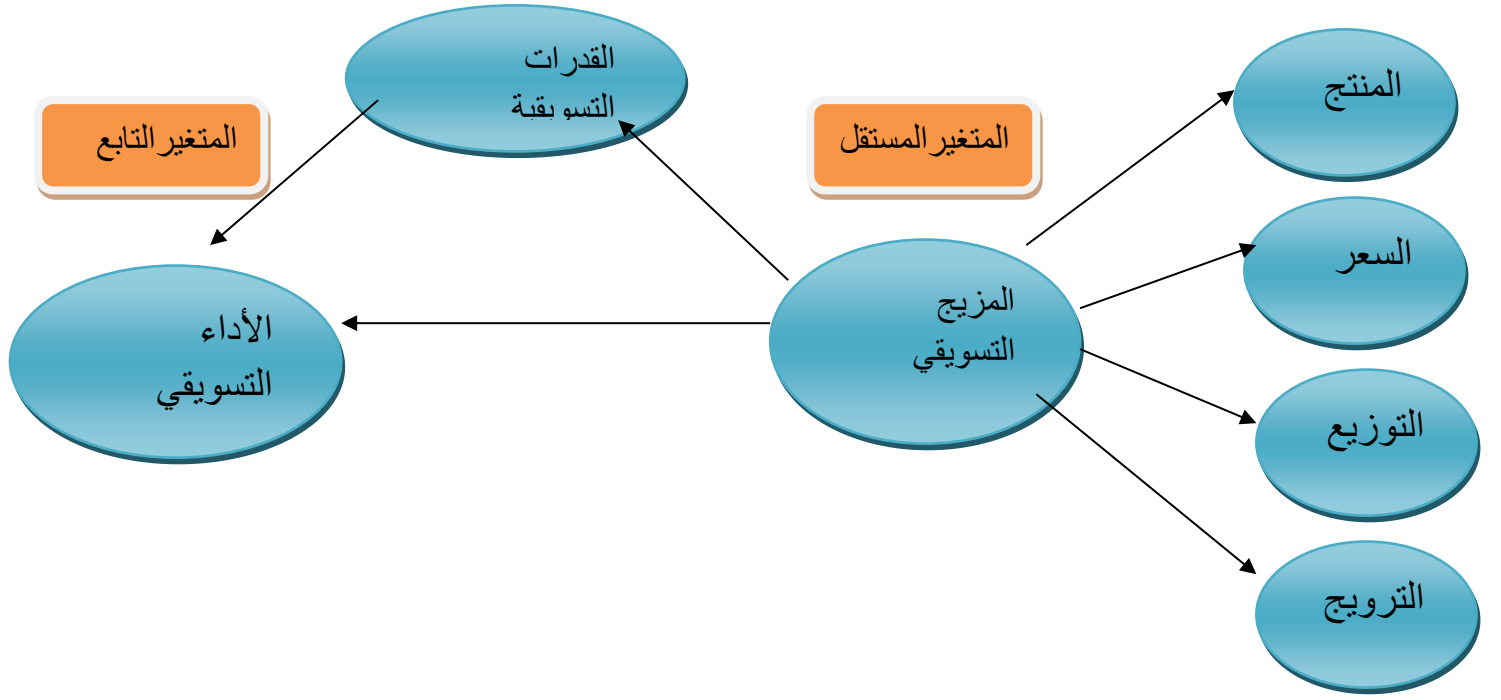 القدرات
التسويقية
المنتج
المتغير المستقل
المتغير التابع
السعر
المزيج
التسويقي
الأداء
التسويقي
التوزيع
الترويج